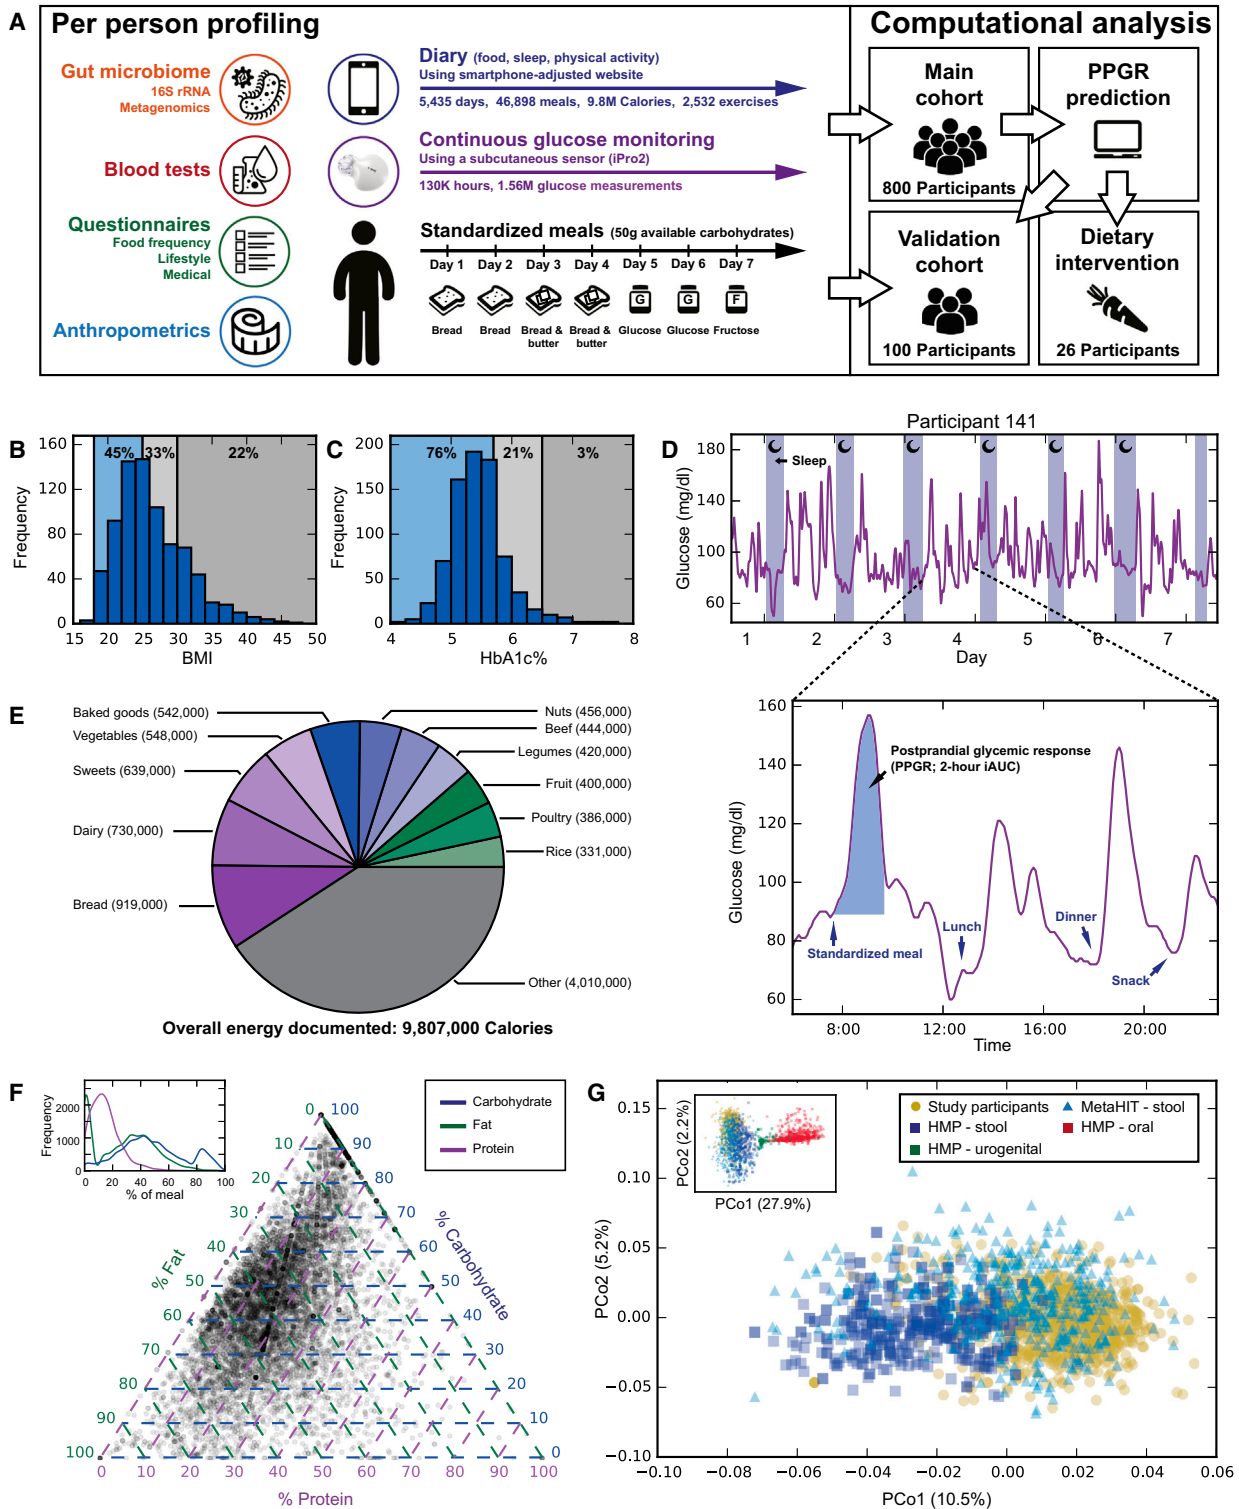 A
Per person profiling
Computational analysis
Gut microbiome
16S rRNA
Metagenomics
Blood tests
Questionnaires
Food frequency
Lifestyle
Medical
Anthropometrics
Diary (food, sleep, physical activity)
Using smartphone-adjusted website
5,435 days, 46,898 meals, 9.8M Calories, 2,532 exercises
Continuous glucose monitoring
Using a subcutaneous sensor (iPro2)
130K hours, 1.56M glucose measurements
Standardized meals (50g available carbohydrates)
Day 1 Day 2 Day 3 Day 4 Day 5 Day 6 Day 7
G G F
Bread Bread Bread & butter Bread & butter Glucose Glucose Fructose
Main
cohort
800 Participants
PPGR
prediction
Validation
cohort
100 Participants
Dietary
intervention
26 Participants
B
160
120
80
40
0
Frequency
45% 33% 22%
15 20 25 30 35 40 45 50
BMI
C
200
150
100
50
0
Frequency
76% 21% 3%
4 5 6 7 8
HbA1c%
D
Participant 141
180
140
100
60
Glucose (mg/dl)
Sleep
1 2 3 4 5 6 7
Day
160
140
120
100
80
60
Glucose (mg/dl)
Postprandial glycemic response
(PPGR; 2-hour iAUC)
Standardized meal
Lunch
Dinner
Snack
8:00 12:00 16:00 20:00
Time
E
Baked goods (542,000)
Vegetables (548,000)
Sweets (639,000)
Dairy (730,000)
Bread (919,000)
Nuts (456,000)
Beef (444,000)
Legumes (420,000)
Fruit (400,000)
Poultry (386,000)
Rice (331,000)
Other (4,010,000)
Overall energy documented: 9,807,000 Calories
F
Frequency
2000
1000
0
0 20 40 60 80 100
% of meal
Carbohydrate
Fat
Protein
0 100
10 90
20 80
30 70
40 60
50 50
60 40
70 30
80 20
90 10
100 0
% Fat
% Carbohydrate
0 10 20 30 40 50 60 70 80 90 100
% Protein
G
0.15
0.10
0.05
0.00
−0.05
−0.10
PCo2 (5.2%)
PCo2 (2.2%)
PCo1 (27.9%)
Study participants
HMP - stool
HMP - urogenital
MetaHIT - stool
HMP - oral
−0.10 −0.08 −0.06 −0.04 −0.02 0.00 0.02 0.04 0.06
PCo1 (10.5%)